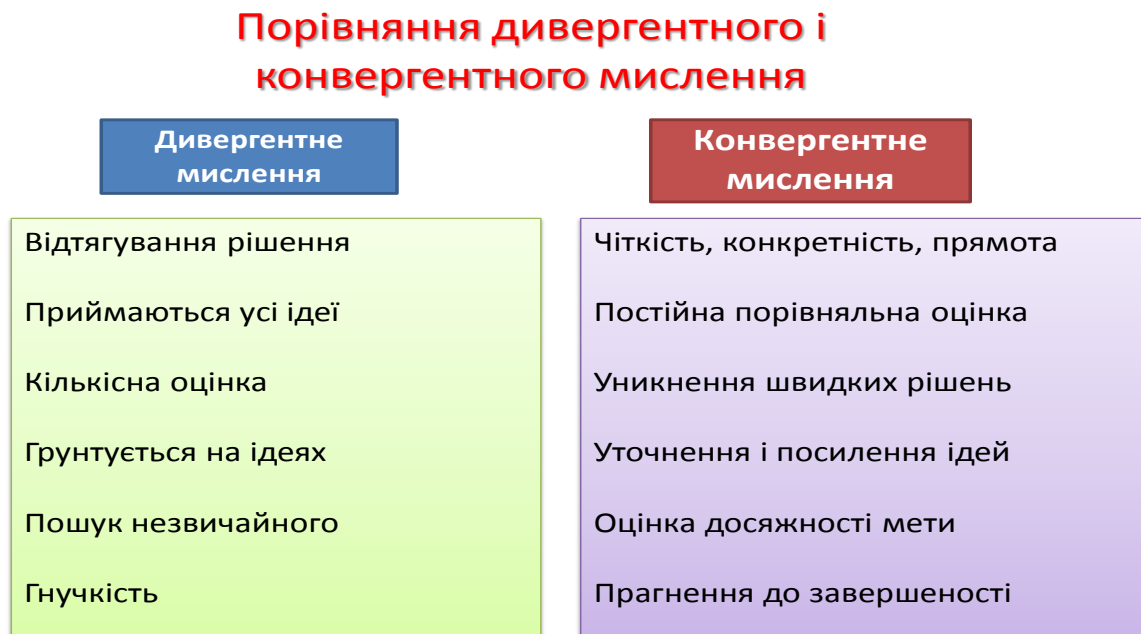 Порівняння дивергентного і
конвергентного мислення
Дивергентне
мислення
Відтягування рішення
Приймаються усі ідеї
Кількісна оцінка
Грунтується на ідеях
Пошук незвичайного
Гнучкість
Конвергентне
мислення
Чіткість, конкретність, прямота
Постійна порівняльна оцінка
Уникнення швидких рішень
Уточнення і посилення ідей
Оцінка досяжності мети
Прагнення до завершеності